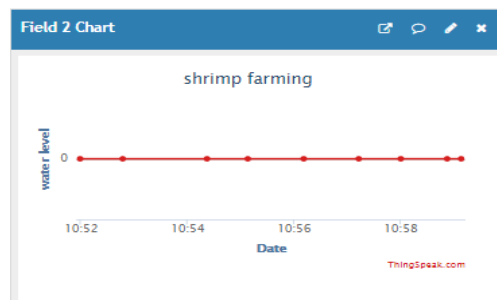 Field 2 Chart
shrimp farming
water level
0
10:52 10:54 10:56 10:58
Date
ThingSpeak.com